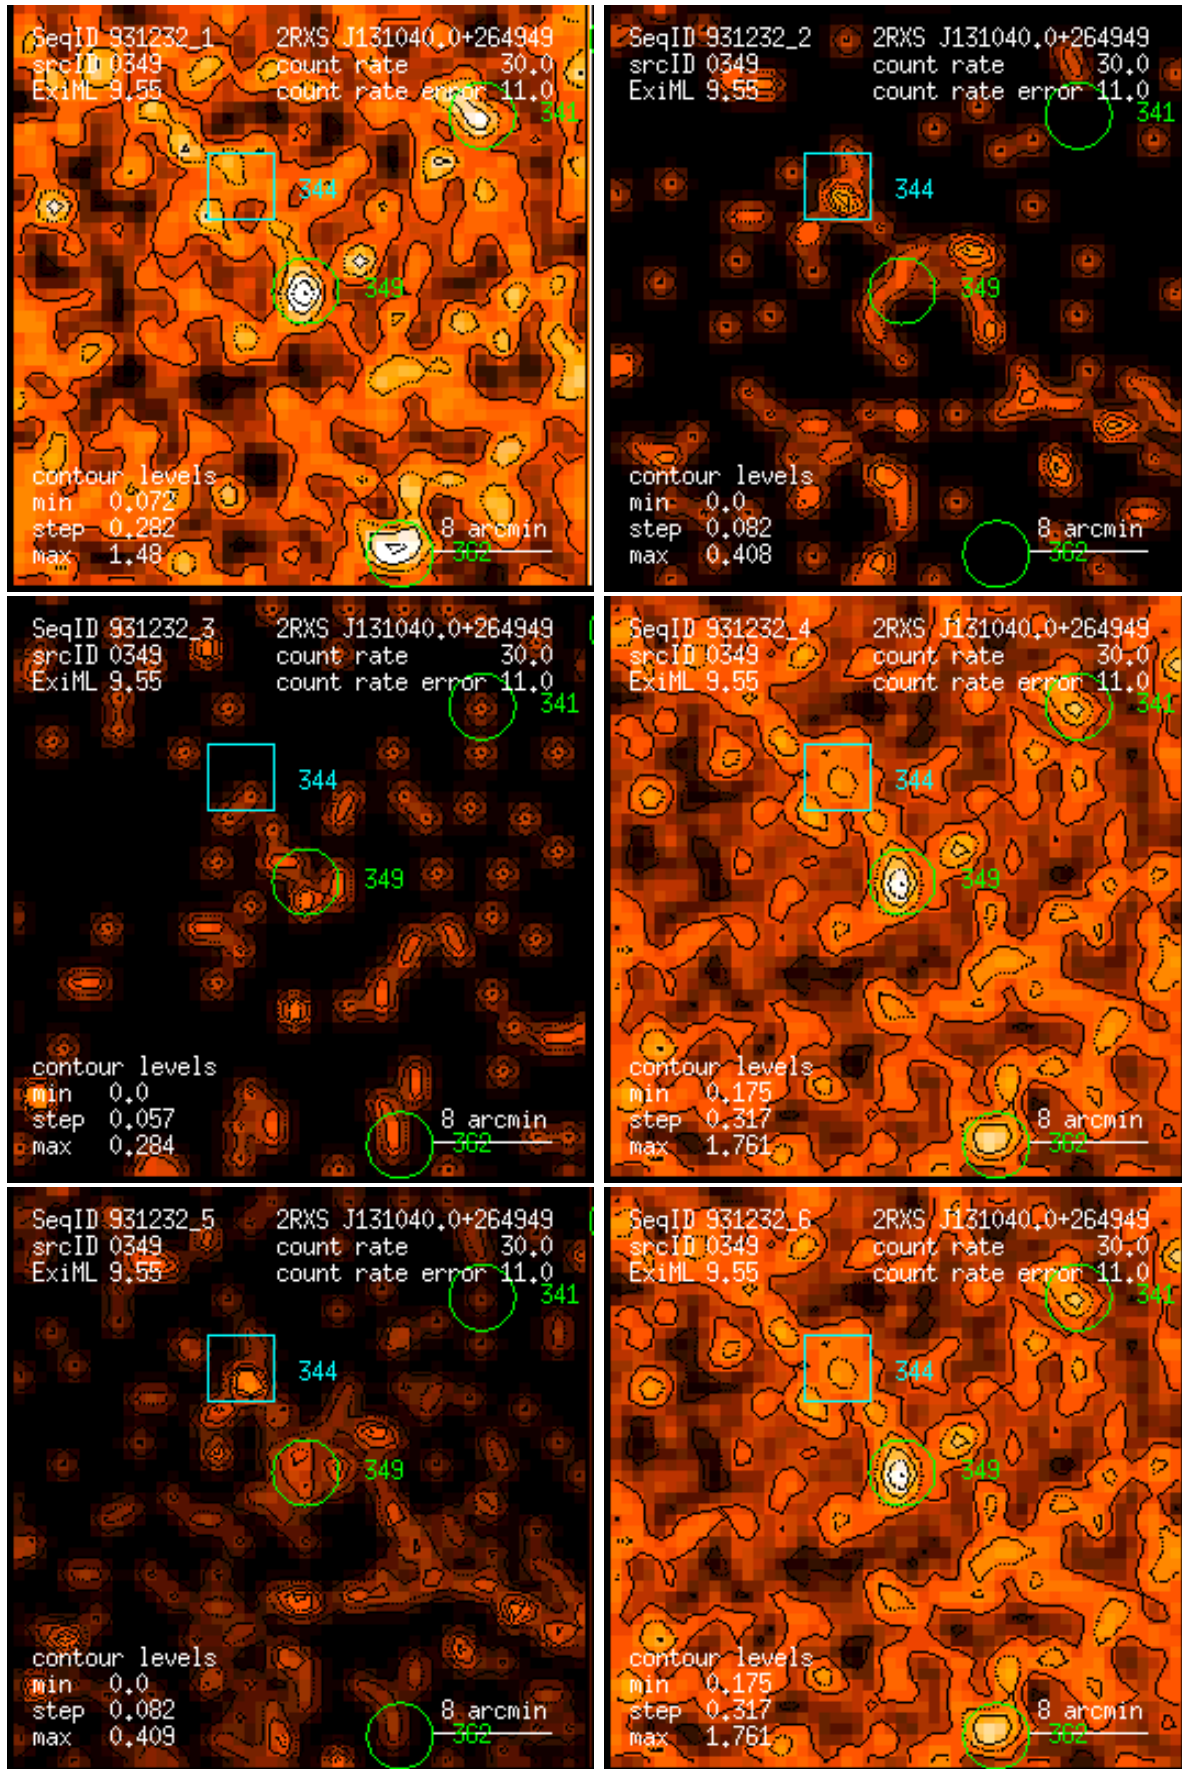 SeqID 931232_1 2RXS J131040.0+264949
srcID 0349 count rate 30.0
ExiML 9.55 count rate error 11.0
341
344
349
contour levels
min 0.072
step 0.282 8 arcmin
max 1.48 362
SeqID 931232_2 2RXS J131040.0+264949
srcID 0349 count rate 30.0
ExiML 9.55 count rate error 11.0
341
344
349
contour levels
min 0.0
step 0.082 8 arcmin
max 0.408 362
SeqID 931232_3 2RXS J131040.0+264949
srcID 0349 count rate 30.0
ExiML 9.55 count rate error 11.0
341
344
349
contour levels
min 0.0
step 0.057 8 arcmin
max 0.284 362
SeqID 931232_4 2RXS J131040.0+264949
srcID 0349 count rate 30.0
ExiML 9.55 count rate error 11.0
341
344
349
contour levels
min 0.175
step 0.317 8 arcmin
max 1.761 362
SeqID 931232_5 2RXS J131040.0+264949
srcID 0349 count rate 30.0
ExiML 9.55 count rate error 11.0
341
344
349
contour levels
min 0.0
step 0.082 8 arcmin
max 0.409 362
SeqID 931232_6 2RXS J131040.0+264949
srcID 0349 count rate 30.0
ExiML 9.55 count rate error 11.0
341
344
349
contour levels
min 0.175
step 0.317 8 arcmin
max 1.761 362